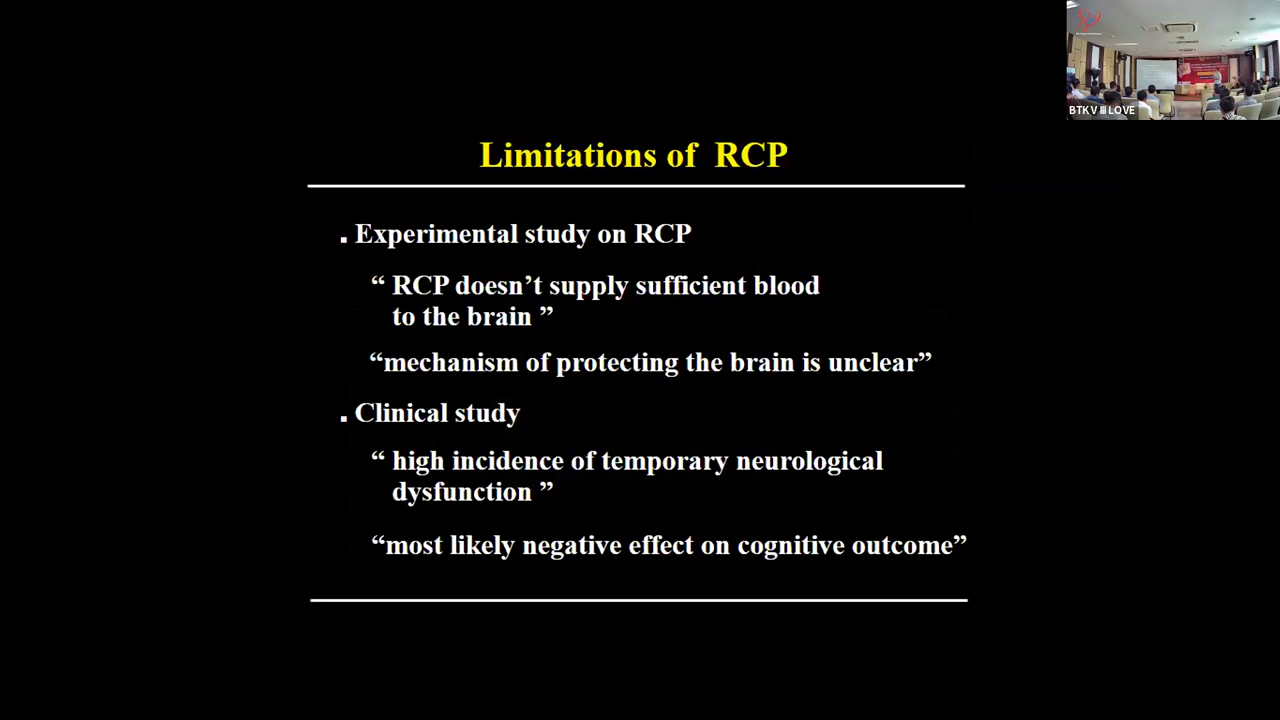 BTKV III LOVE
Limitations of RCP
. Experimental study on RCP
“ RCP doesn’t supply sufficient blood
to the brain ”
“mechanism of protecting the brain is unclear”
. Clinical study
“ high incidence of temporary neurological
dysfunction ”
“most likely negative effect on cognitive outcome”